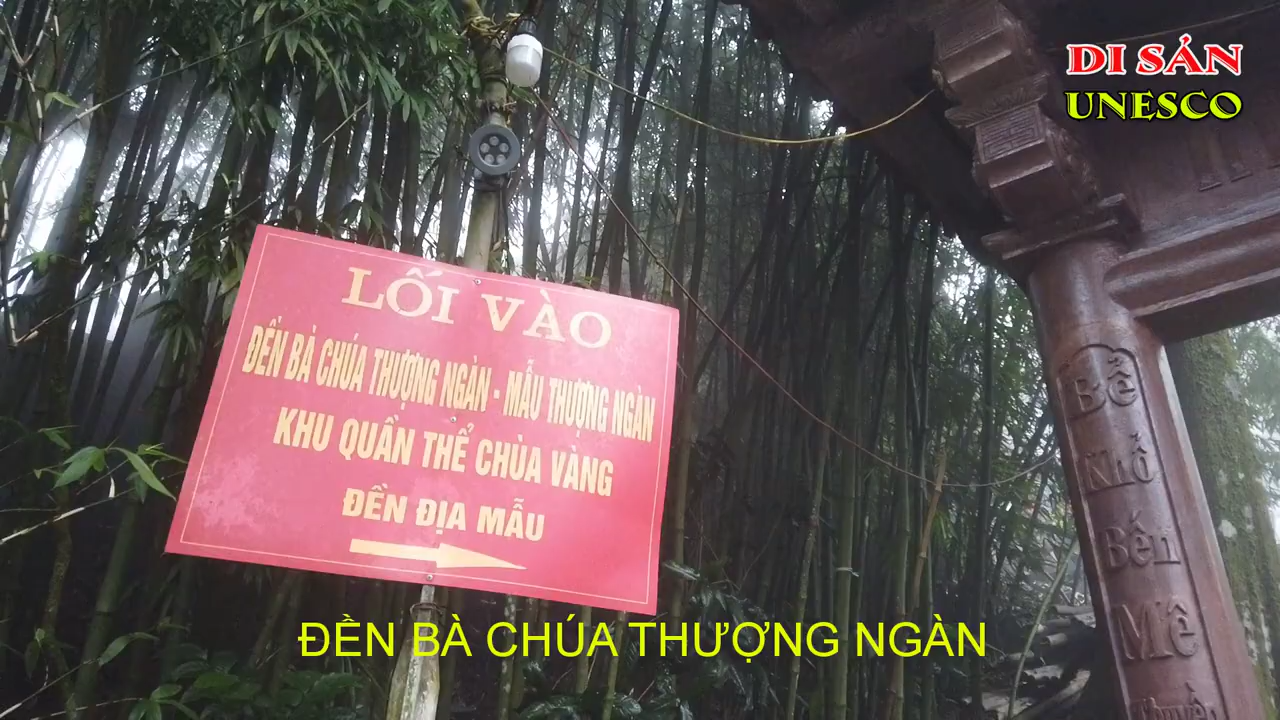 DI SẢN
UNESCO
LỐI VÀO
ĐỀN BÀ CHÚA THƯỢNG NGÀN - MẪU THƯỢNG NGÀN
KHU QUẦN THỂ CHÙA VÀNG
ĐỀN ĐỊA MẪU
Bể
Khổ
Bến
Mê
Thuyền
ĐỀN BÀ CHÚA THƯỢNG NGÀN